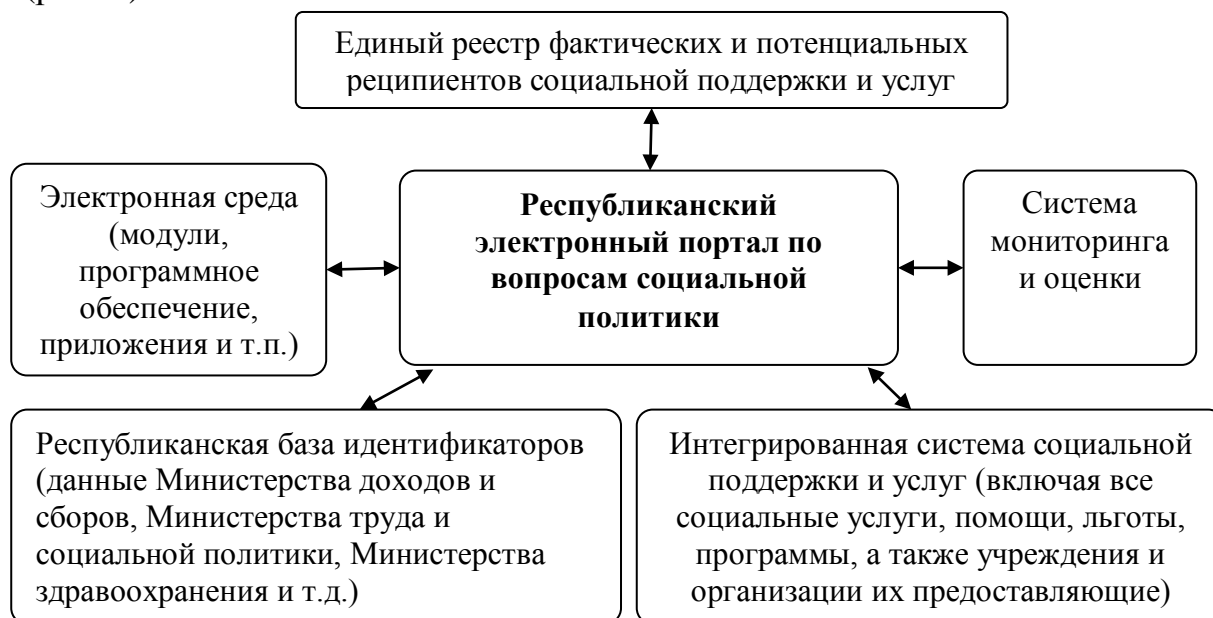 Единый реестр фактических и потенциальных
реципиентов социальной поддержки и услуг
Электронная среда
(модули,
программное
обеспечение,
приложения и т.п.)
Республиканский
электронный портал по
вопросам социальной
политики
Система
мониторинга
и оценки
Республиканская база идентификаторов
(данные Министерства доходов и
сборов, Министерства труда и
социальной политики, Министерства
здравоохранения и т.д.)
Интегрированная система социальной
поддержки и услуг (включая все
социальные услуги, помощи, льготы,
программы, а также учреждения и
организации их предоставляющие)